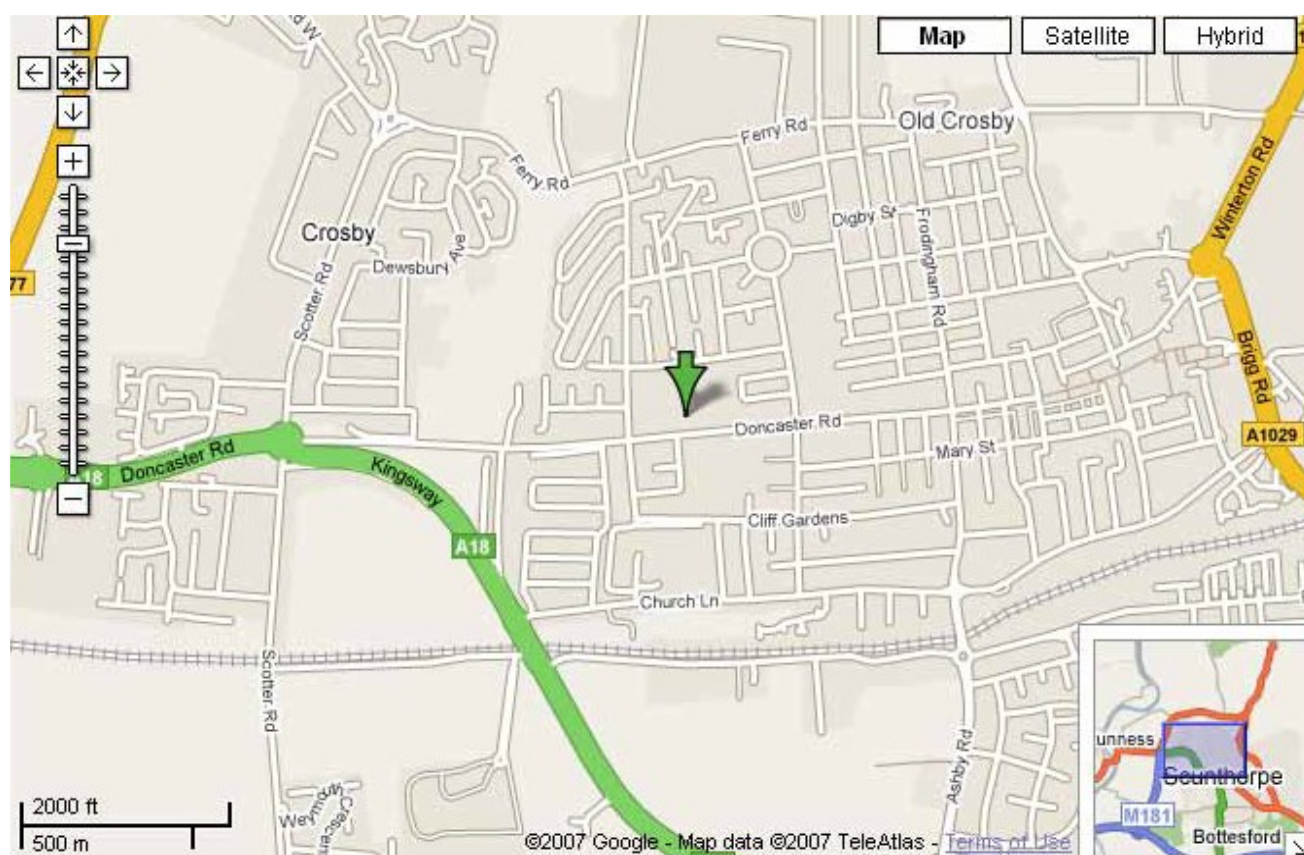 Map
Satellite
Hybrid
Old Crosby
Ferry Rd
Ferry Rd
Winterton Rd
Digby St
Frodingham Rd
Crosby
Dewsbury Ave
77
Scotter Rd
Brigg Rd
Doncaster Rd
A1029
Doncaster Rd
Mary St
Kingsway
Cliff Gardens
A18
Church Ln
Scotter Rd
Ashby Rd
unness
Scunthorpe
M181
Bottesford
2000 ft
500 m
©2007 Google - Map data ©2007 TeleAtlas - Terms of Use